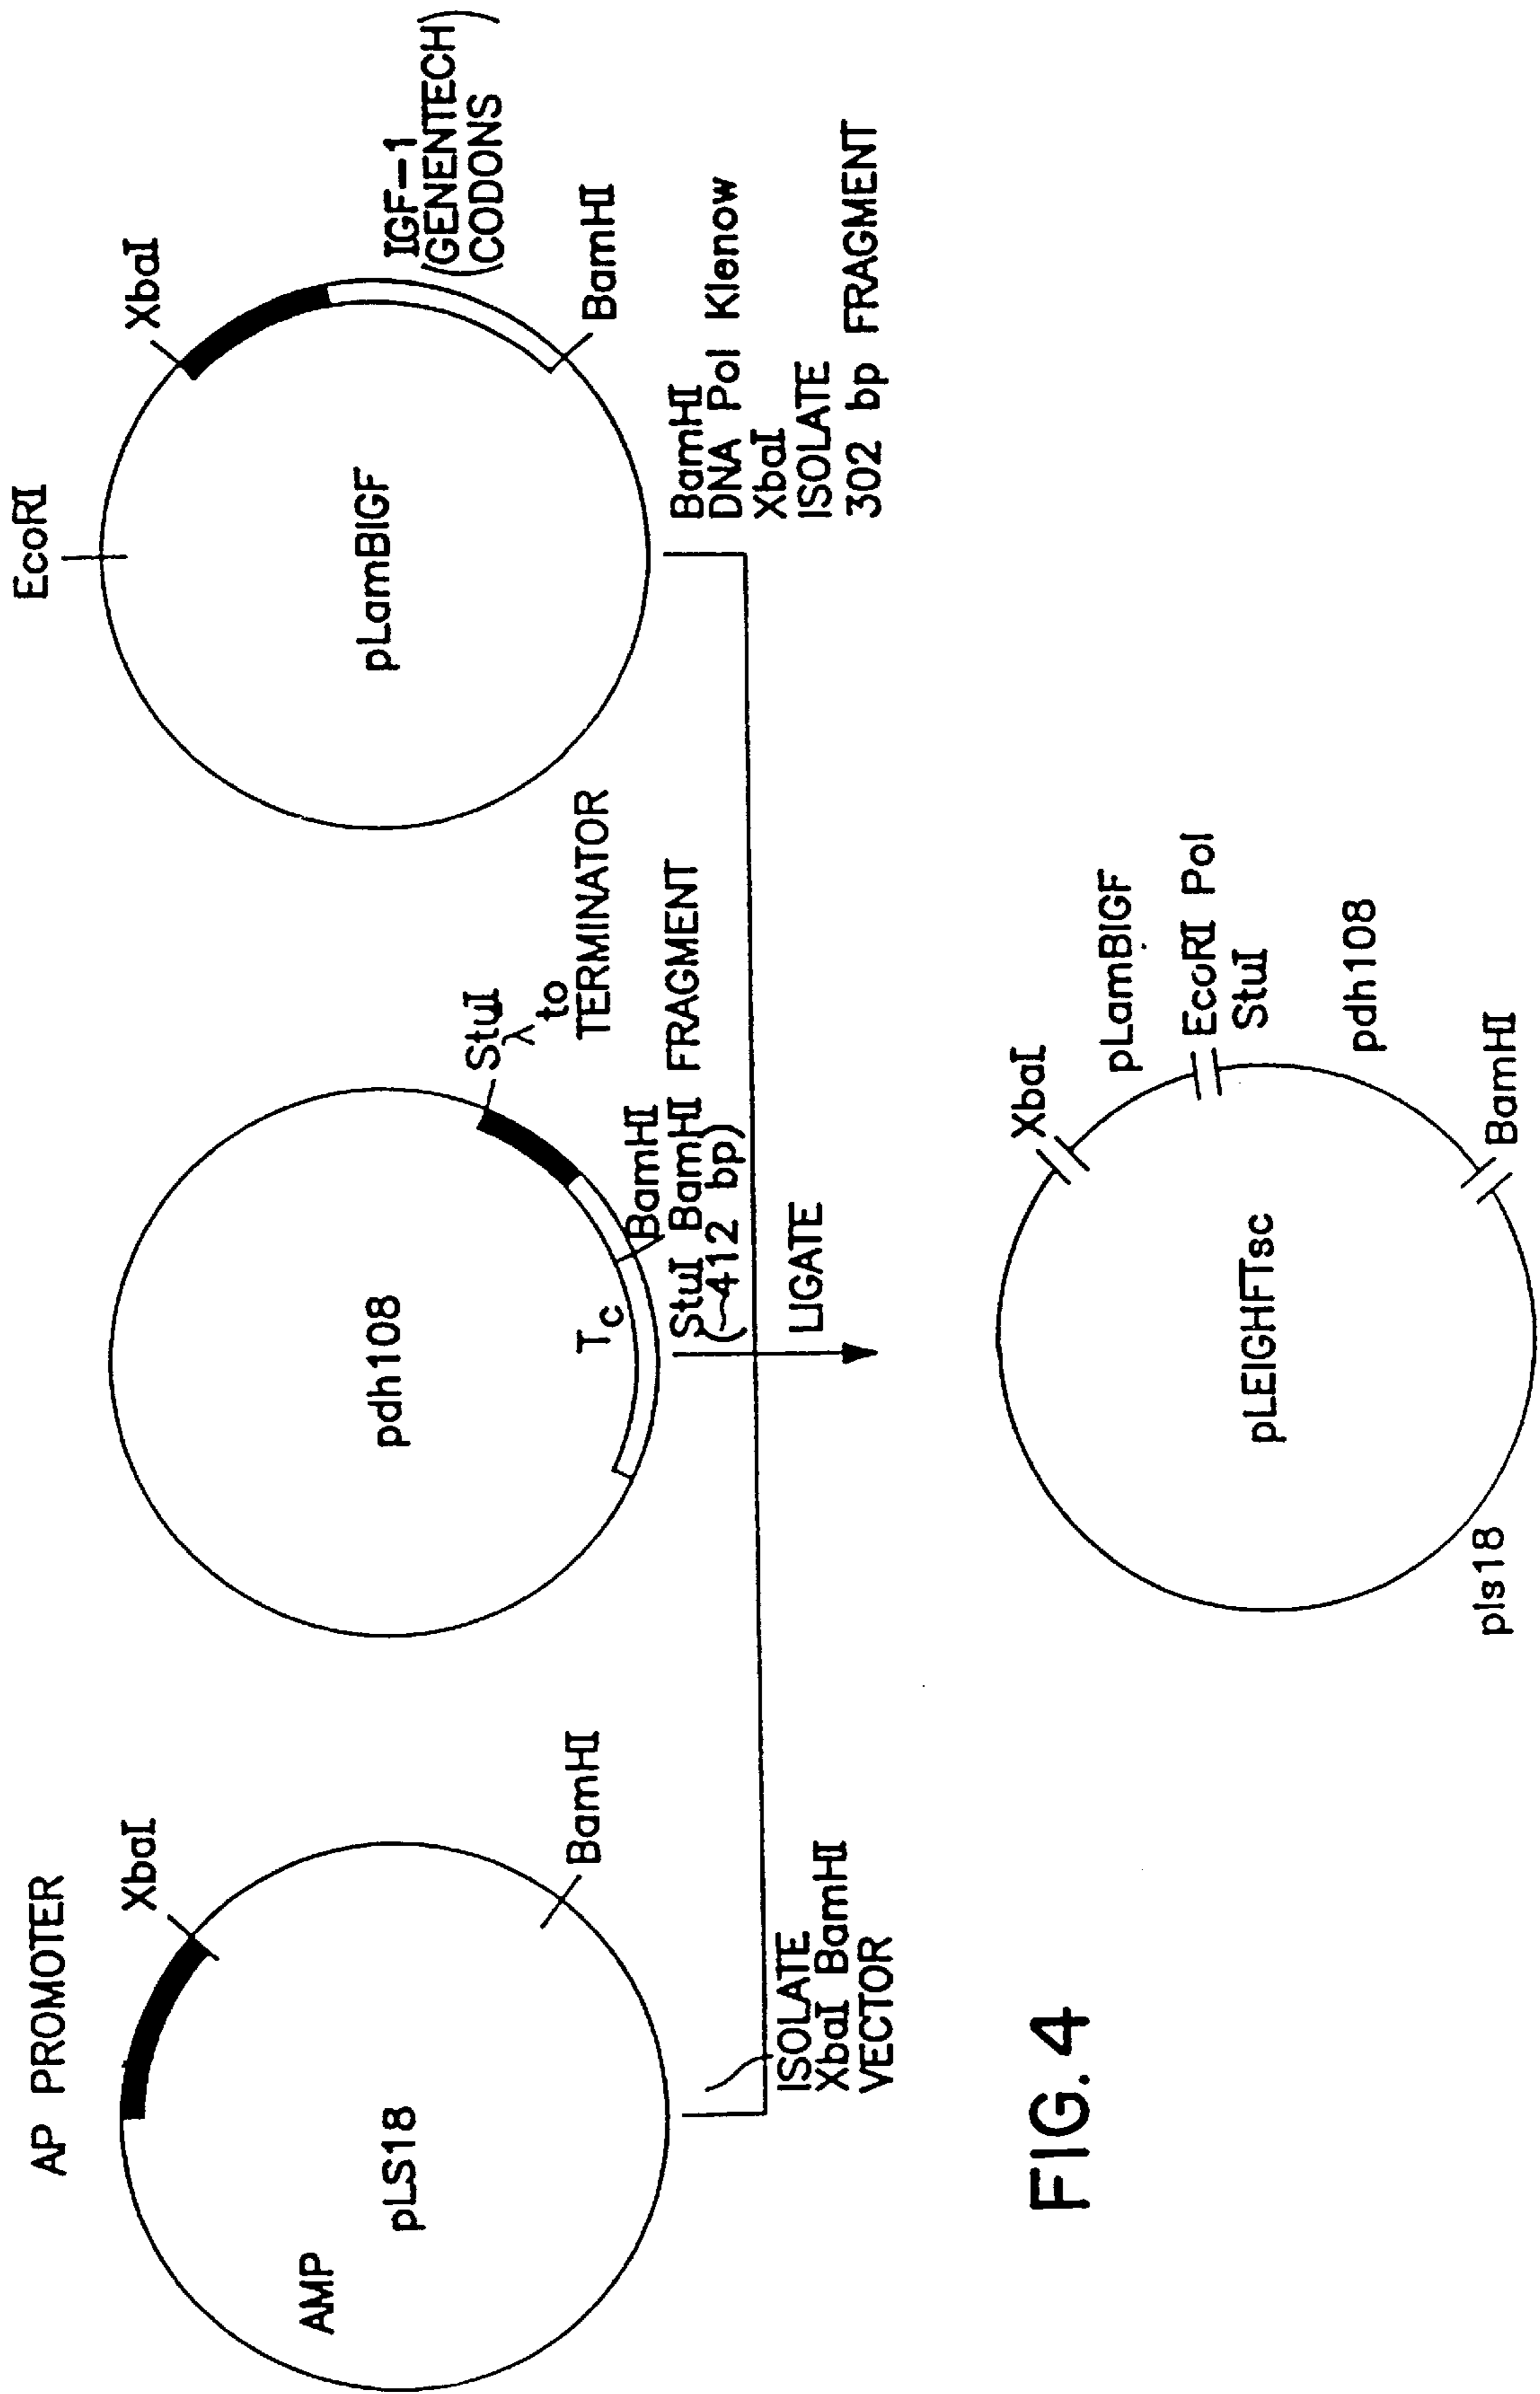 AP PROMOTER
XbaI
AMP
pLS18
BamHI
ISOLATE
XbaI BamHI
VECTOR
pdh108
StuI
λ to
TERMINATOR
Tc
BamHI
StuI BamHI FRAGMENT
(~412 bp)
EcoRI
XbaI
pLamBIGF
IGF-1
(GENENTECH)
(CODONS)
BamHI
BamHI
DNA Pol Klenow
XbaI
ISOLATE
302 bp FRAGMENT
LIGATE
XbaI
pLamBIGF
EcoRI Pol
StuI
pdh108
BamHI
pLEIGHFTsc
pls18
FIG. 4